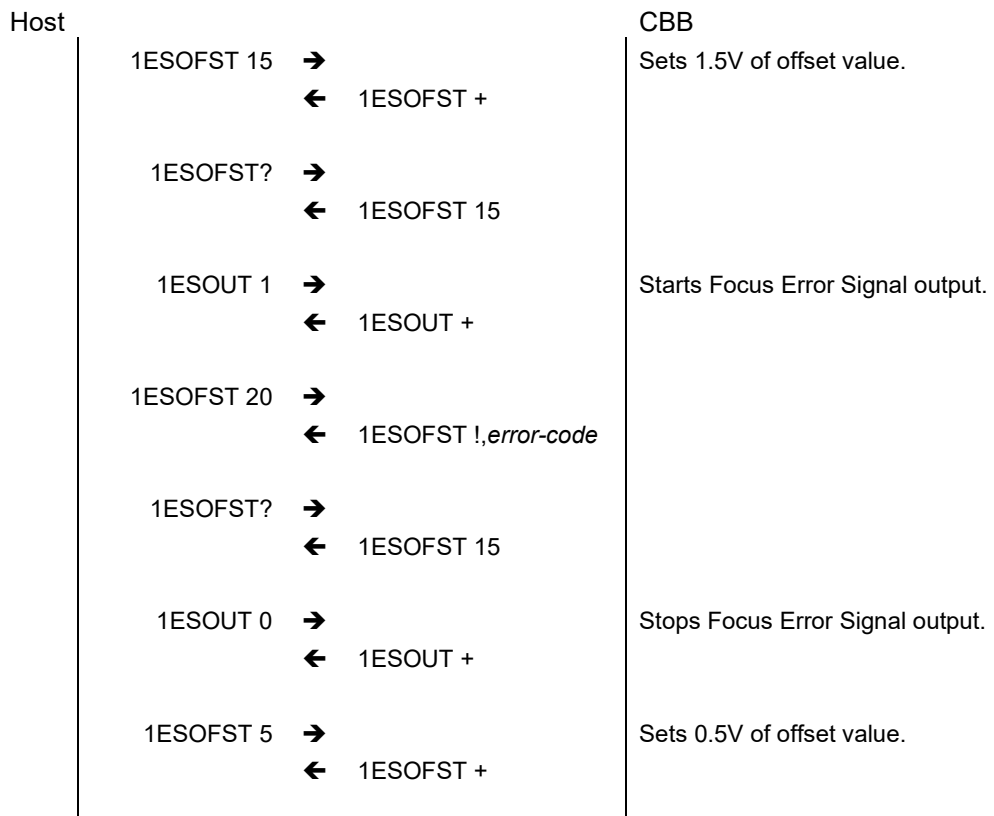 Host CBB
1ESOFST 15 → Sets 1.5V of offset value.
← 1ESOFST +
1ESOFST? →
← 1ESOFST 15
1ESOUT 1 → Starts Focus Error Signal output.
← 1ESOUT +
1ESOFST 20 →
← 1ESOFST !,error-code
1ESOFST? →
← 1ESOFST 15
1ESOUT 0 → Stops Focus Error Signal output.
← 1ESOUT +
1ESOFST 5 → Sets 0.5V of offset value.
← 1ESOFST +